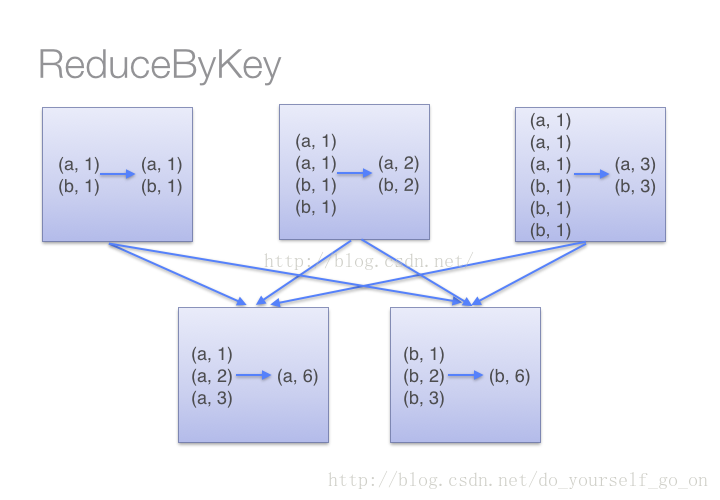 ReduceByKey
(a, 1)
(b, 1)
(a, 1)
(b, 1)
(a, 1)
(a, 1)
(b, 1)
(b, 1)
(a, 2)
(b, 2)
(a, 1)
(a, 1)
(a, 1)
(b, 1)
(b, 1)
(b, 1)
(a, 3)
(b, 3)
http://blog.csdn.net/
(a, 1)
(a, 2)
(a, 3)
(a, 6)
(b, 1)
(b, 2)
(b, 3)
(b, 6)
http://blog.csdn.net/do_yourself_go_on